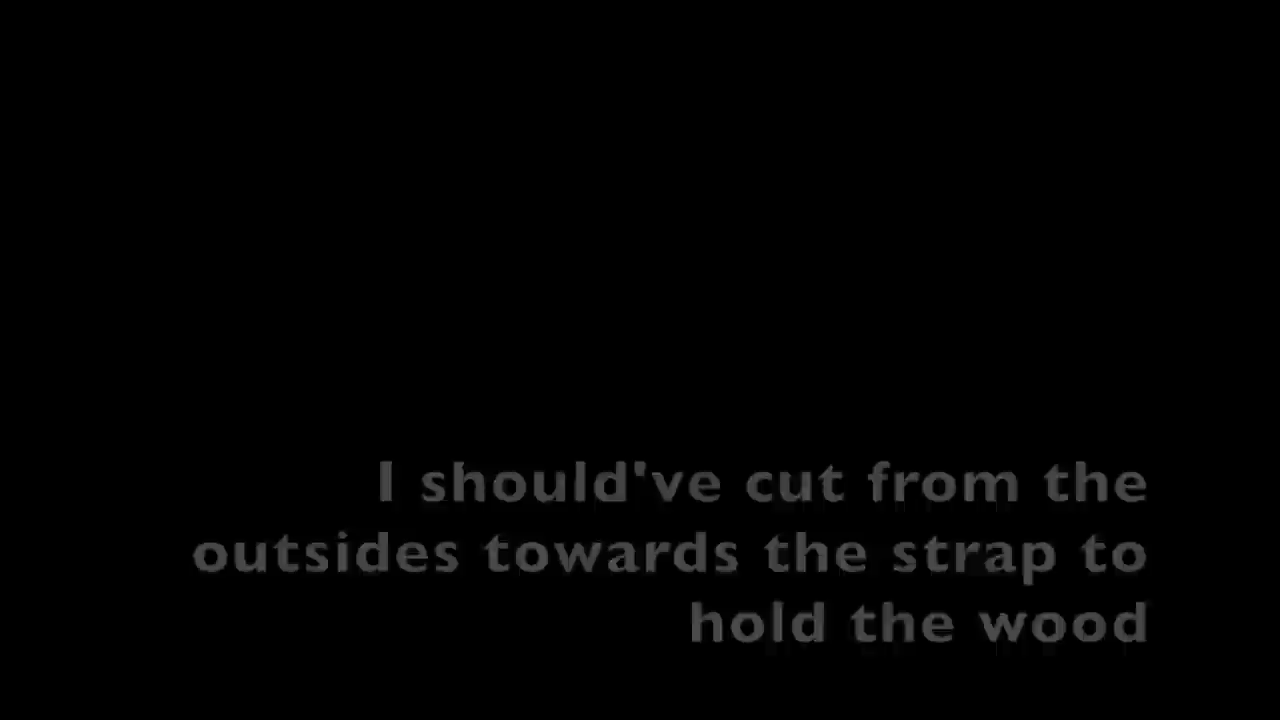 I should've cut from the
outsides towards the strap to
hold the wood